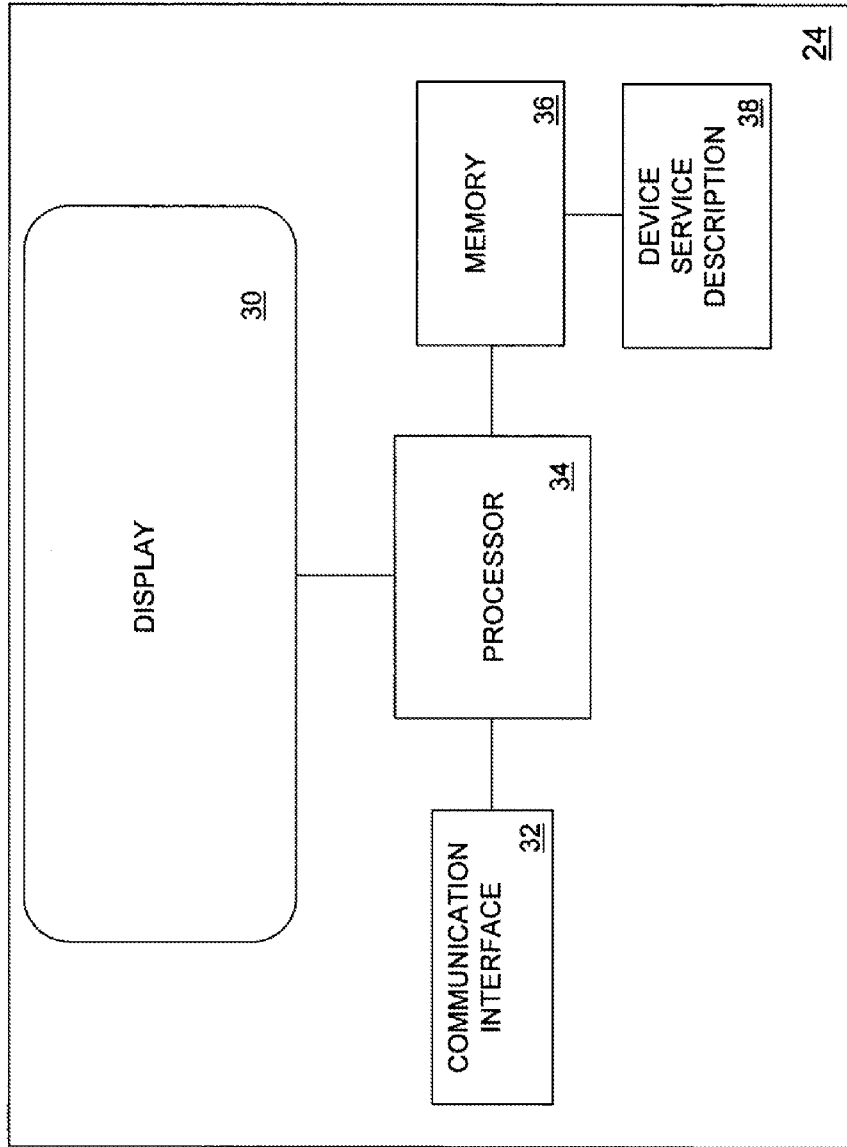 DISPLAY
30
COMMUNICATION
INTERFACE
32
PROCESSOR
34
MEMORY
36
DEVICE
SERVICE
DESCRIPTION
38
24